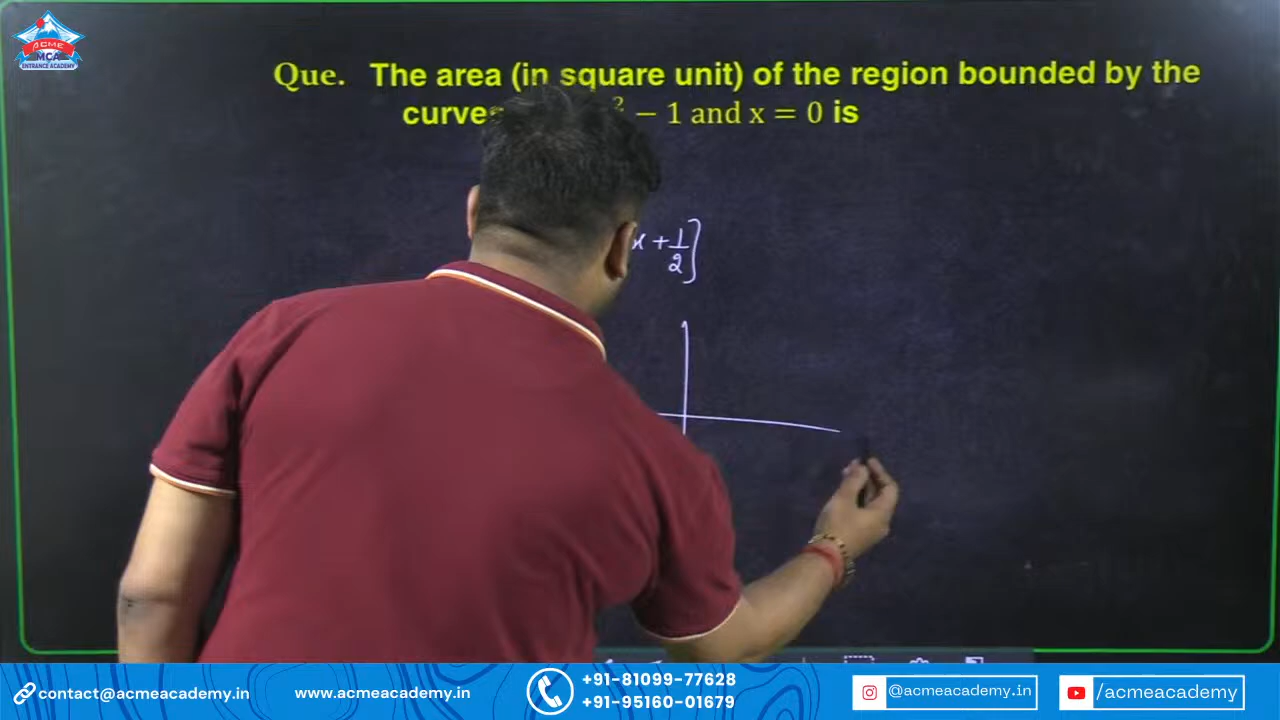 ACME
MCA
ENTRANCE ACADEMY
Que. The area (in square unit) of the region bounded by the
² − 1 and x = 0 is
x + 1/2]
contact@acmeacademy.in
www.acmeacademy.in
+91-81099-77628
+91-95160-01679
@acmeacademy.in
/acmeacademy